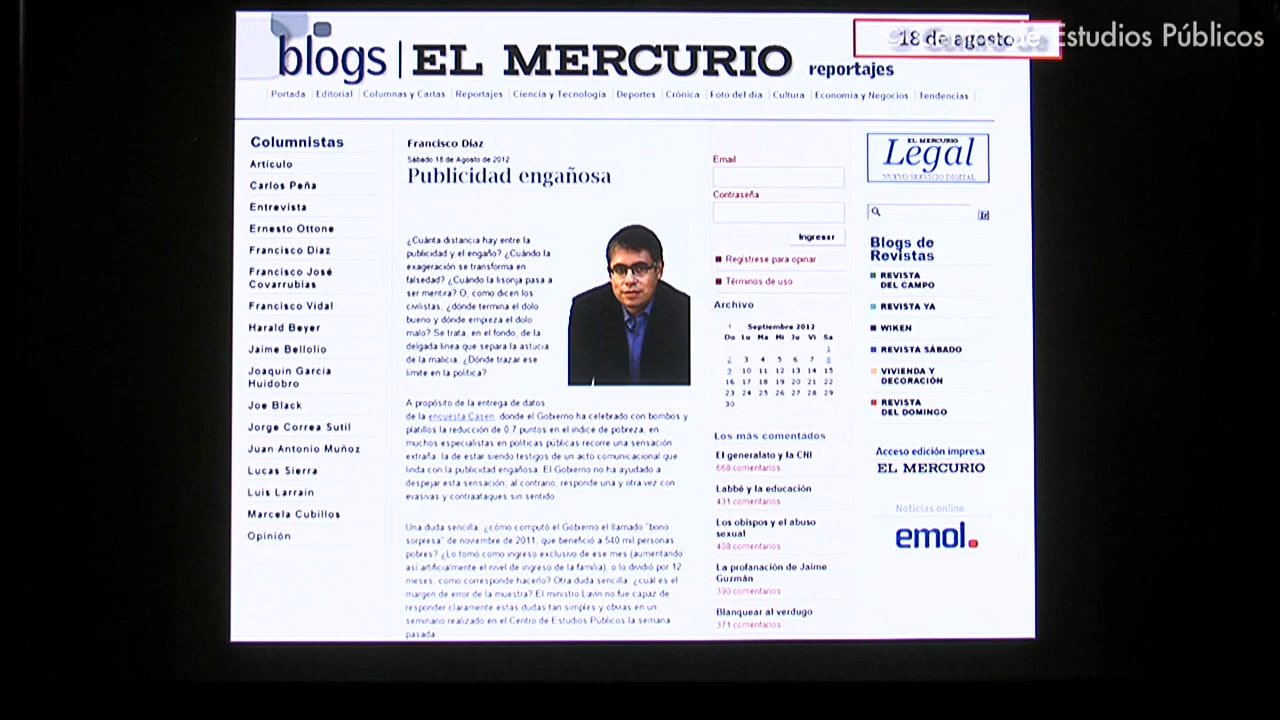 blogs | EL MERCURIO reportajes
18 de agosto
de Estudios Públicos
Portada | Editorial | Columnas y Cartas | Reportajes | Ciencia y Tecnología | Deportes | Crónica | Foto del día | Cultura | Economía y Negocios | Tendencias
Columnistas
Artículo
Carlos Peña
Entrevista
Ernesto Ottone
Francisco Díaz
Francisco José
Covarrubias
Francisco Vidal
Harald Beyer
Jaime Bellolio
Joaquín García
Huidobro
Joe Black
Jorge Correa Sutil
Juan Antonio Muñoz
Lucas Sierra
Luis Larraín
Marcela Cubillos
Opinión
Francisco Díaz
Sábado 18 de Agosto de 2012
Publicidad engañosa
¿Cuánta distancia hay entre la
publicidad y el engaño? ¿Cuándo la
exageración se transforma en
falsedad? ¿Cuándo la lisonja pasa a
ser mentira? O, como dicen los
civilistas, ¿dónde termina el dolo
bueno y dónde empieza el dolo
malo? Se trata, en el fondo, de la
delgada línea que separa la astucia
de la malicia. ¿Dónde trazar ese
límite en la política?
A propósito de la entrega de datos
de la encuesta Casen, donde el Gobierno ha celebrado con bombos y
platillos la reducción de 0,7 puntos en el índice de pobreza, en
muchos especialistas en políticas públicas recorre una sensación
extraña: la de estar siendo testigos de un acto comunicacional que
linda con la publicidad engañosa. El Gobierno no ha ayudado a
despejar esta sensación; al contrario, responde una y otra vez con
evasivas y contraataques sin sentido.
Una duda sencilla: ¿cómo computó el Gobierno el llamado "bono
sorpresa" de noviembre de 2011, que benefició a 540 mil personas
pobres? ¿Lo tomó como ingreso exclusivo de ese mes (aumentando
así artificialmente el nivel de ingreso de la familia), o lo dividió por 12
meses, como corresponde hacerlo? Otra duda sencilla: ¿cuál es el
margen de error de la muestra? El ministro Lavín no fue capaz de
responder claramente estas dudas tan simples y obvias en un
seminario realizado en el Centro de Estudios Públicos la semana
pasada.
Email
Contraseña
Ingresar
Regístrese para opinar
Términos de uso
Archivo
Septiembre 2012
Do Lu Ma Mi Ju Vi Sa
1
2 3 4 5 6 7 8
9 10 11 12 13 14 15
16 17 18 19 20 21 22
23 24 25 26 27 28 29
30
Los más comentados
El generalato y la CNI
668 comentarios
Labbé y la educación
431 comentarios
Los obispos y el abuso
sexual
408 comentarios
La profanación de Jaime
Guzmán
390 comentarios
Blanquear al verdugo
371 comentarios
EL MERCURIO
Legal
NUEVO SERVICIO DIGITAL
Ir
Blogs de
Revistas
REVISTA
DEL CAMPO
REVISTA YA
WIKEN
REVISTA SÁBADO
VIVIENDA Y
DECORACIÓN
REVISTA
DEL DOMINGO
Acceso edición impresa
EL MERCURIO
Noticias online
emol.